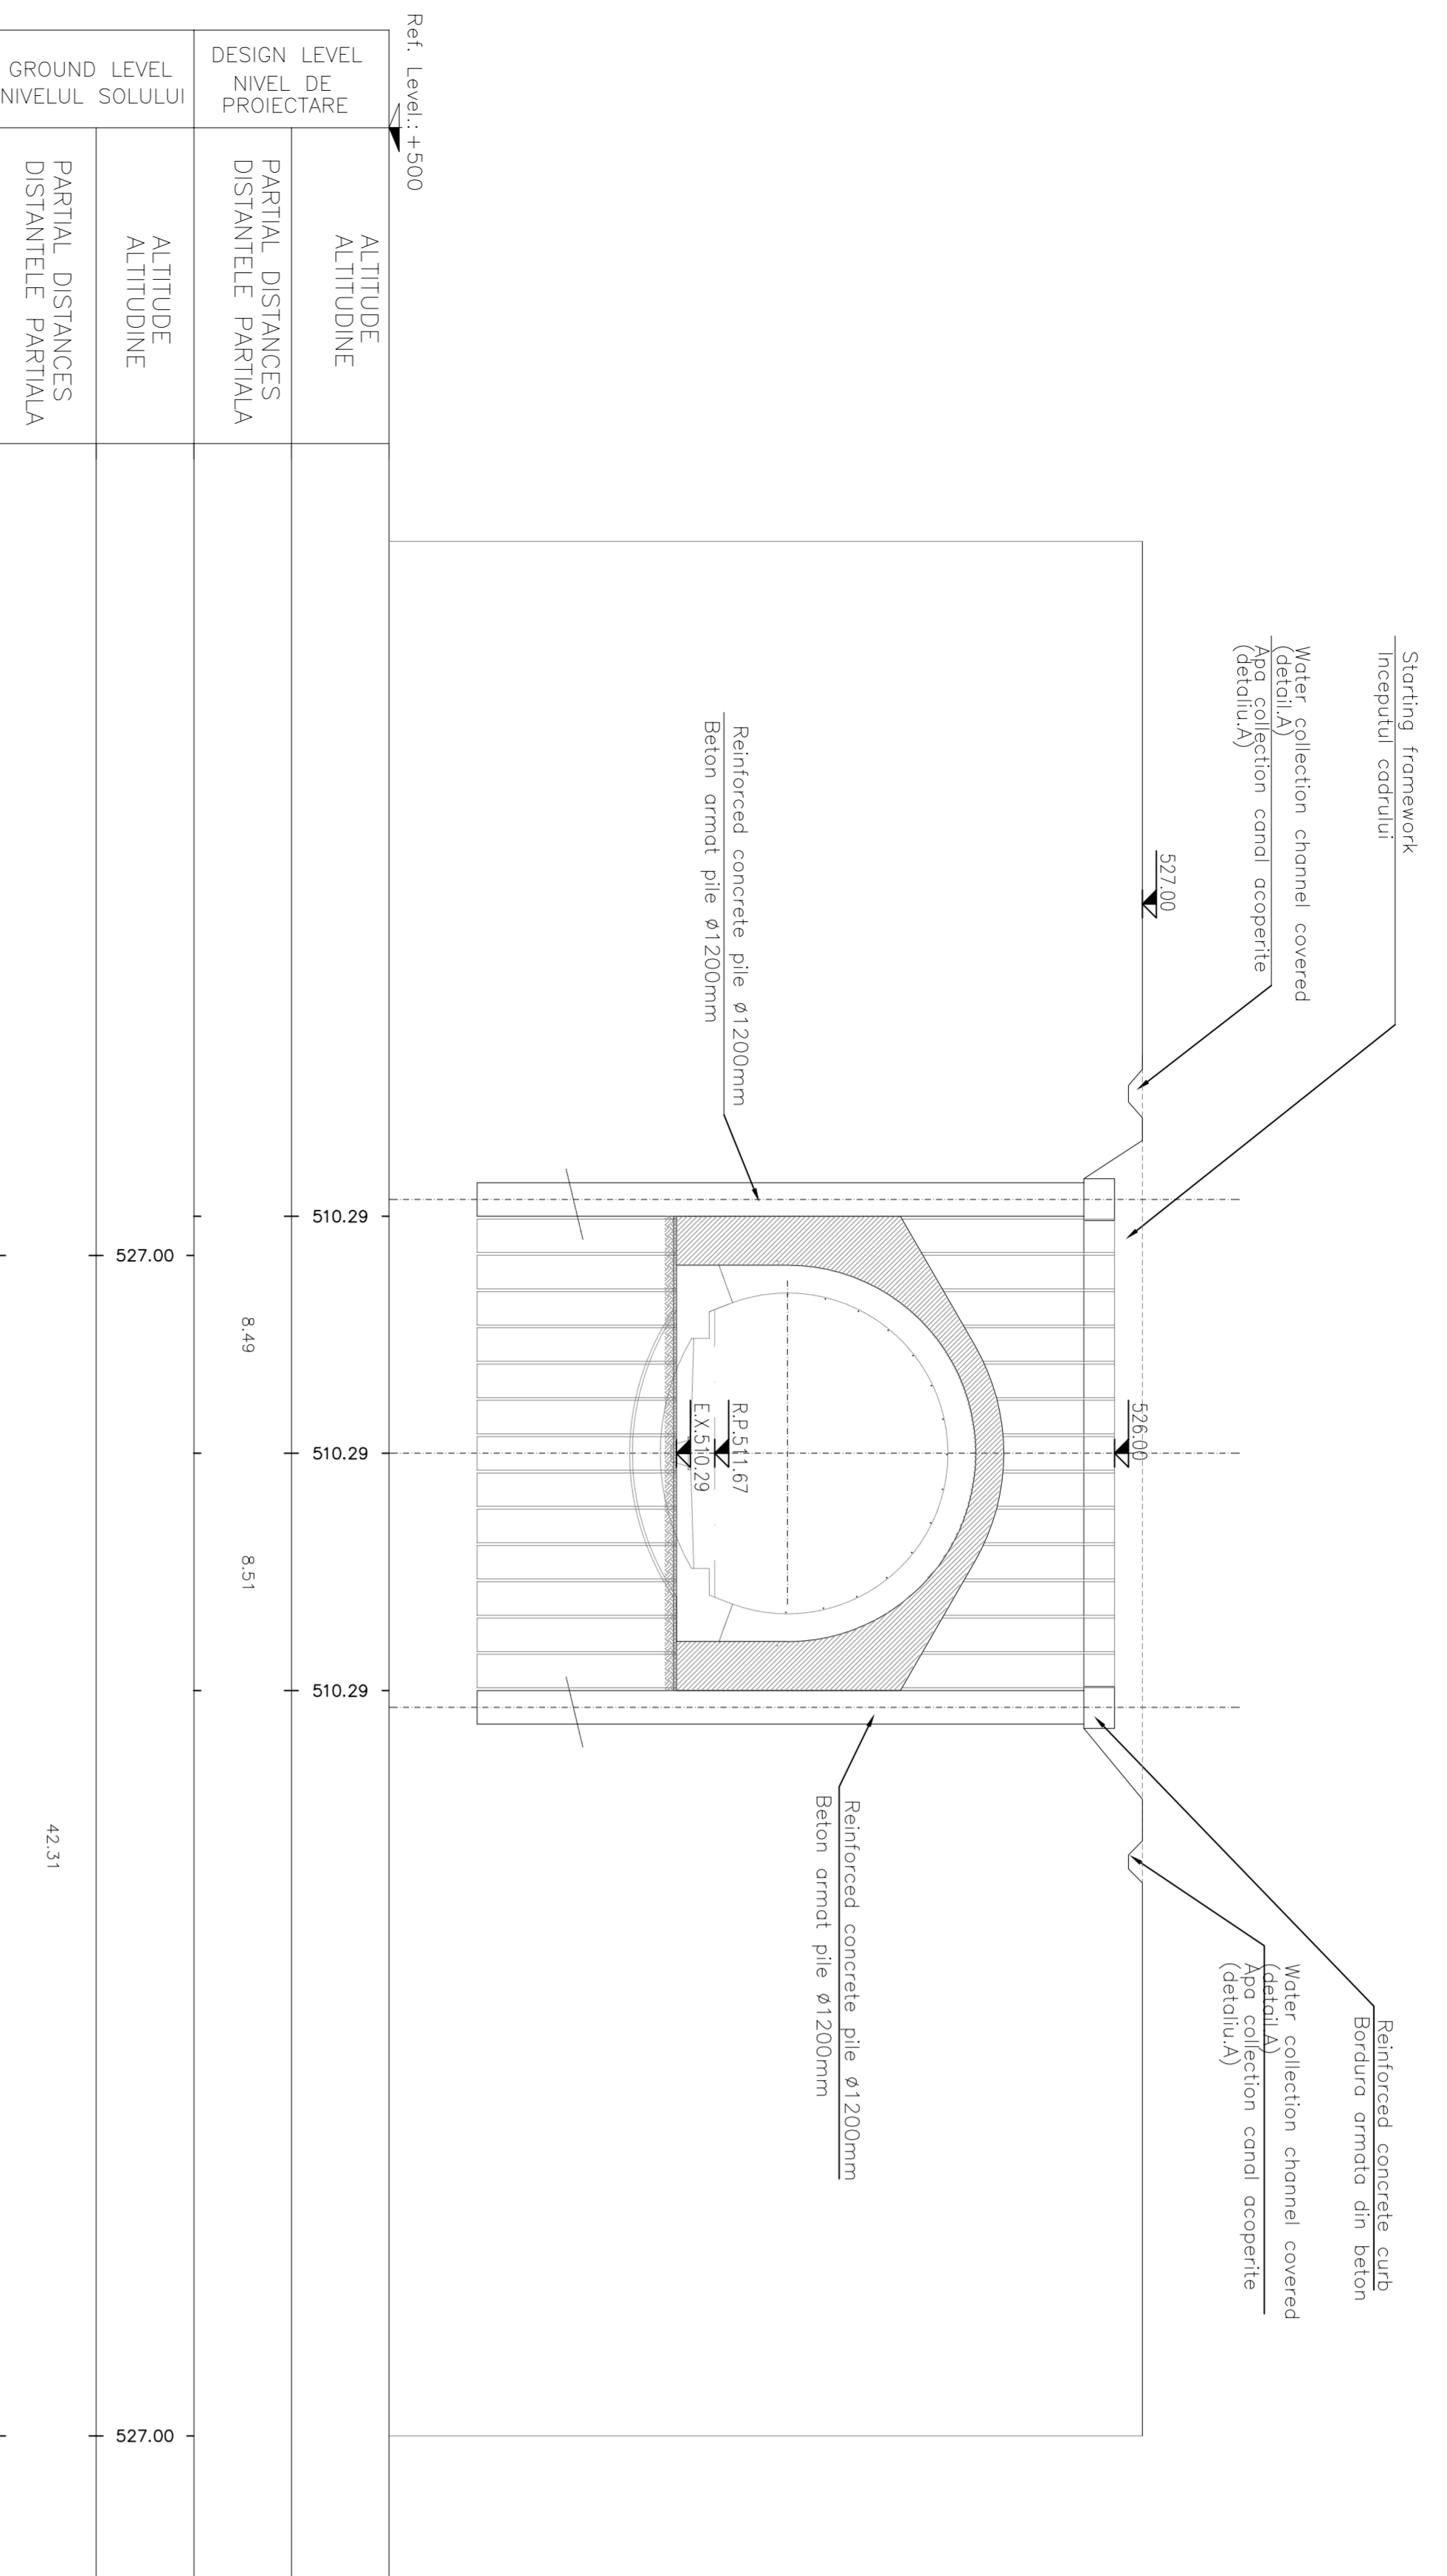 Starting framework
Inceputul cadrului
Water collection channel covered
(detail.A)
Apa collection canal acoperite
(detaliu.A)
527.00
526.00
Reinforced concrete curb
Bordura armata din beton
Water collection channel covered
(detail.A)
Apa collection canal acoperite
(detaliu.A)
Reinforced concrete pile Ø1200mm
Beton armat pile Ø1200mm
R.P.511.67
E.X.510.29
Reinforced concrete pile Ø1200mm
Beton armat pile Ø1200mm
Ref. Level.: +500
DESIGN LEVEL
NIVEL DE
PROIECTARE
ALTITUDE
ALTITUDINE
510.29
510.29
510.29
PARTIAL DISTANCES
DISTANTELE PARTIALA
8.49
8.51
GROUND LEVEL
NIVELUL SOLULUI
ALTITUDE
ALTITUDINE
527.00
527.00
PARTIAL DISTANCES
DISTANTELE PARTIALA
42.31